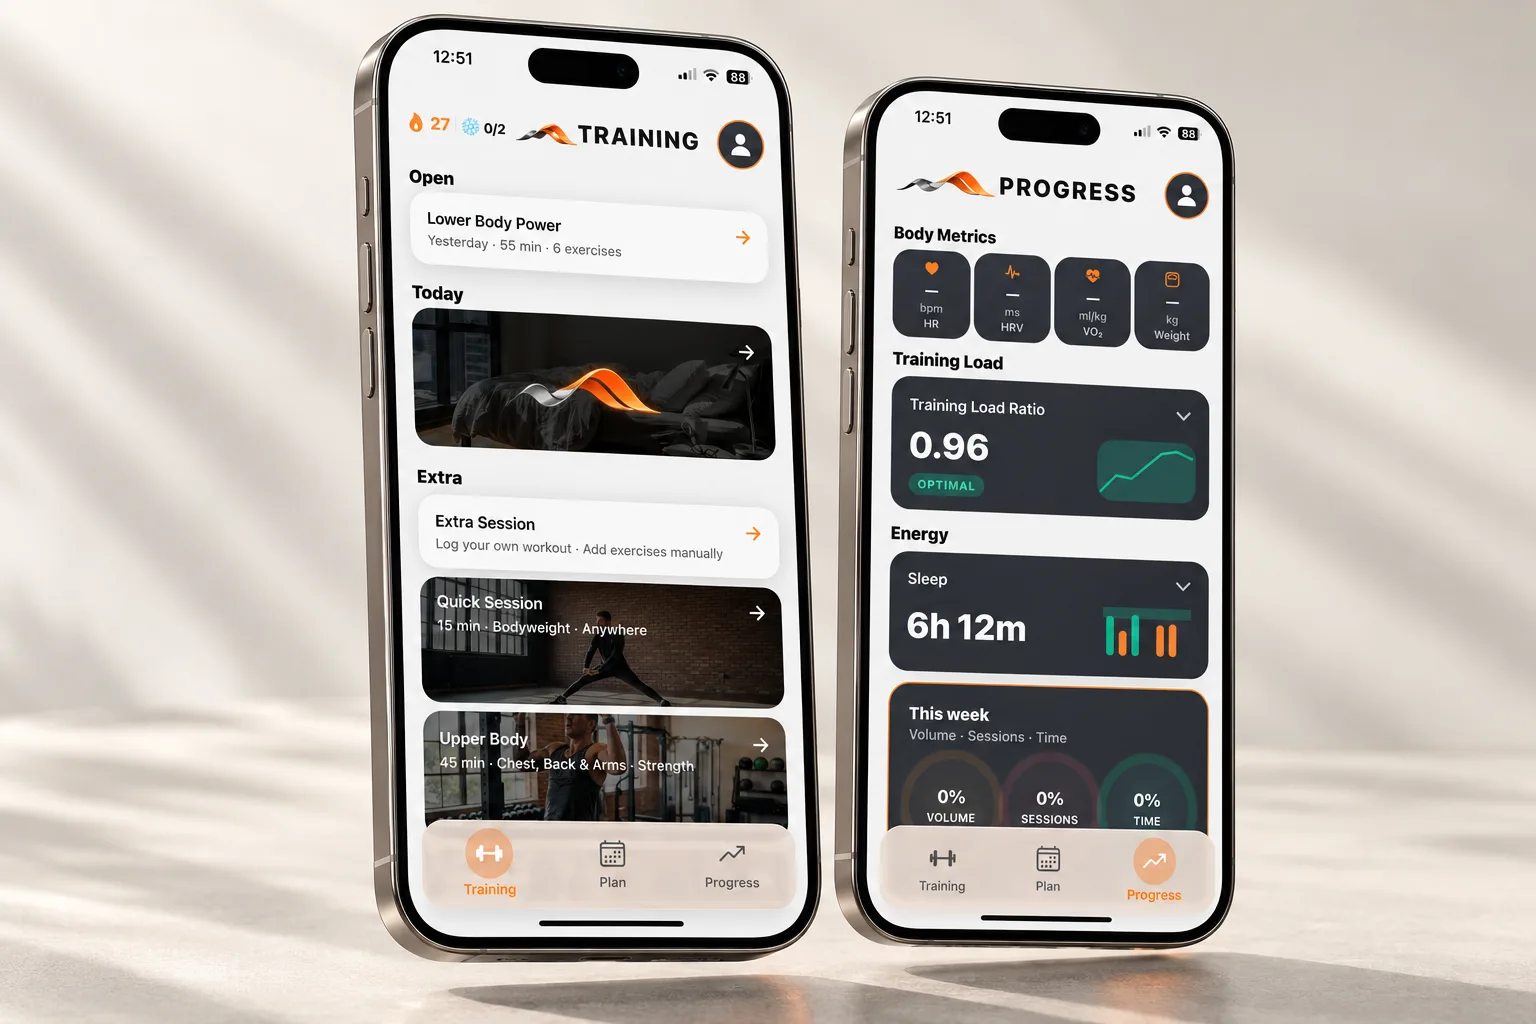 12:51
88
27
0/2
TRAINING
Open
Lower Body Power
Yesterday · 55 min · 6 exercises
Today
Extra
Extra Session
Log your own workout · Add exercises manually
Quick Session
15 min · Bodyweight · Anywhere
Upper Body
45 min · Chest, Back & Arms · Strength
Training
Plan
Progress
12:51
88
PROGRESS
Body Metrics
— — — —
bpm ms ml/kg kg
HR HRV VO₂ Weight
Training Load
Training Load Ratio
0.96
OPTIMAL
Energy
Sleep
6h 12m
This week
Volume · Sessions · Time
0% 0% 0%
VOLUME SESSIONS TIME
Training
Plan
Progress